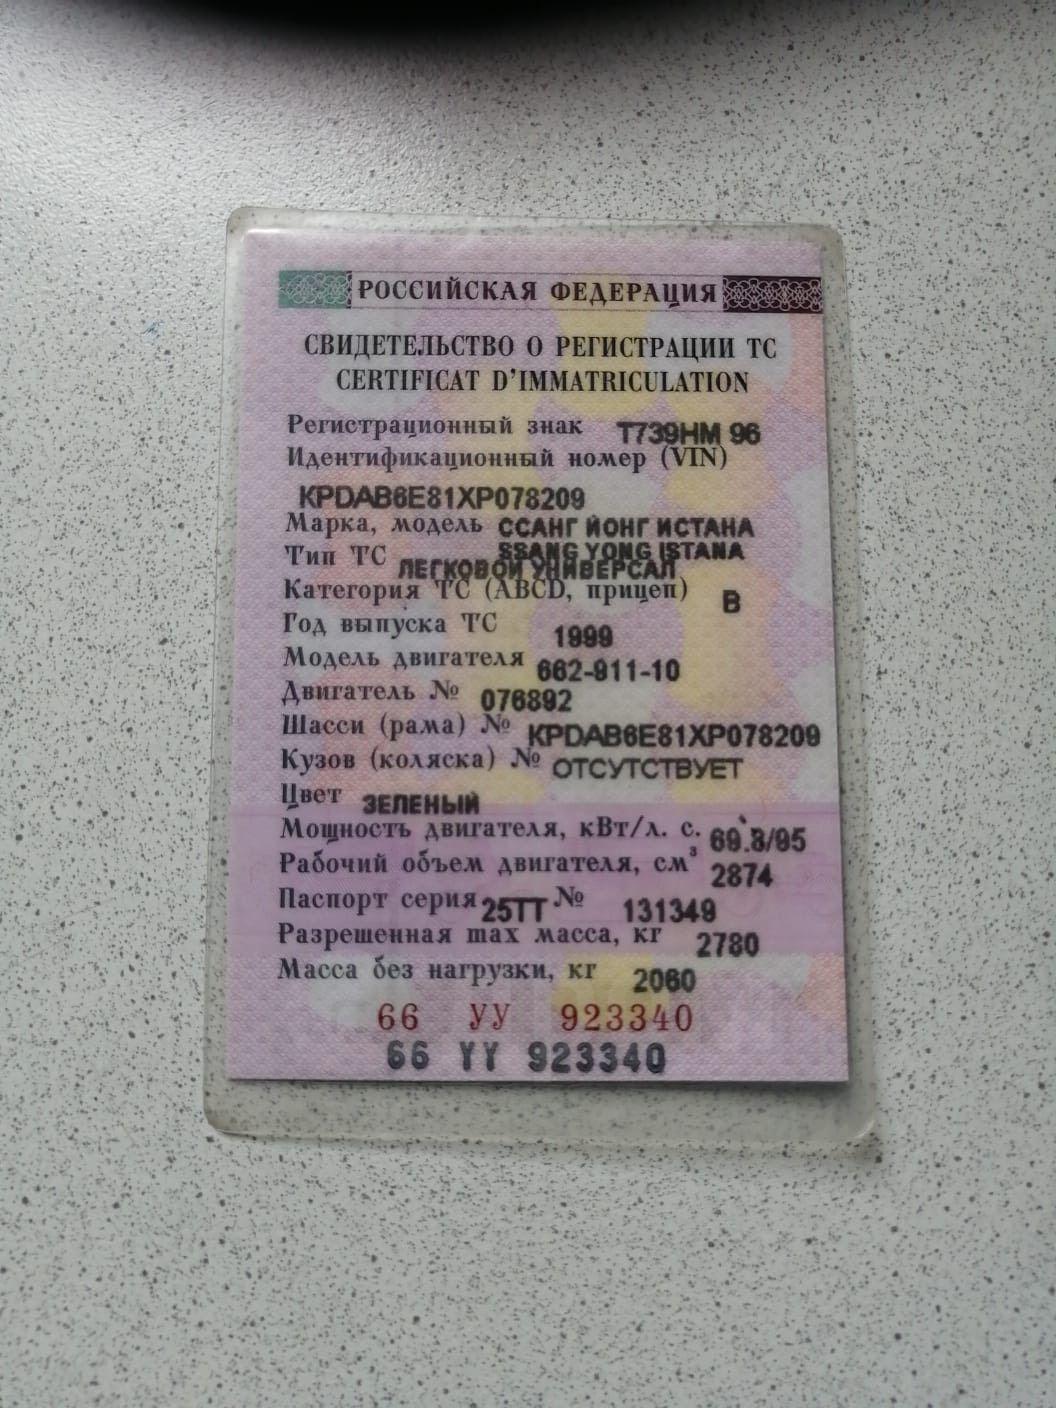 РОССИЙСКАЯ ФЕДЕРАЦИЯ
СВИДЕТЕЛЬСТВО О РЕГИСТРАЦИИ ТС
CERTIFICAT D'IMMATRICULATION
Регистрационный знак Т739НМ 96
Идентификационный номер (VIN)
KPDAB6E81XP078209
Марка, модель ССАНГ ЙОНГ ИСТАНА
SSANG YONG ISTANA
Тип ТС ЛЕГКОВОЙ УНИВЕРСАЛ
Категория ТС (ABCD, прицеп) B
Год выпуска ТС 1999
Модель двигателя 662-911-10
Двигатель № 076892
Шасси (рама) № KPDAB6E81XP078209
Кузов (коляска) № ОТСУТСТВУЕТ
Цвет ЗЕЛЕНЫЙ
Мощность двигателя, кВт/л. с. 69.8/95
Рабочий объем двигателя, см³ 2874
Паспорт серия 25ТТ № 131349
Разрешенная max масса, кг 2780
Масса без нагрузки, кг 2060
66 УУ 923340
66 YY 923340